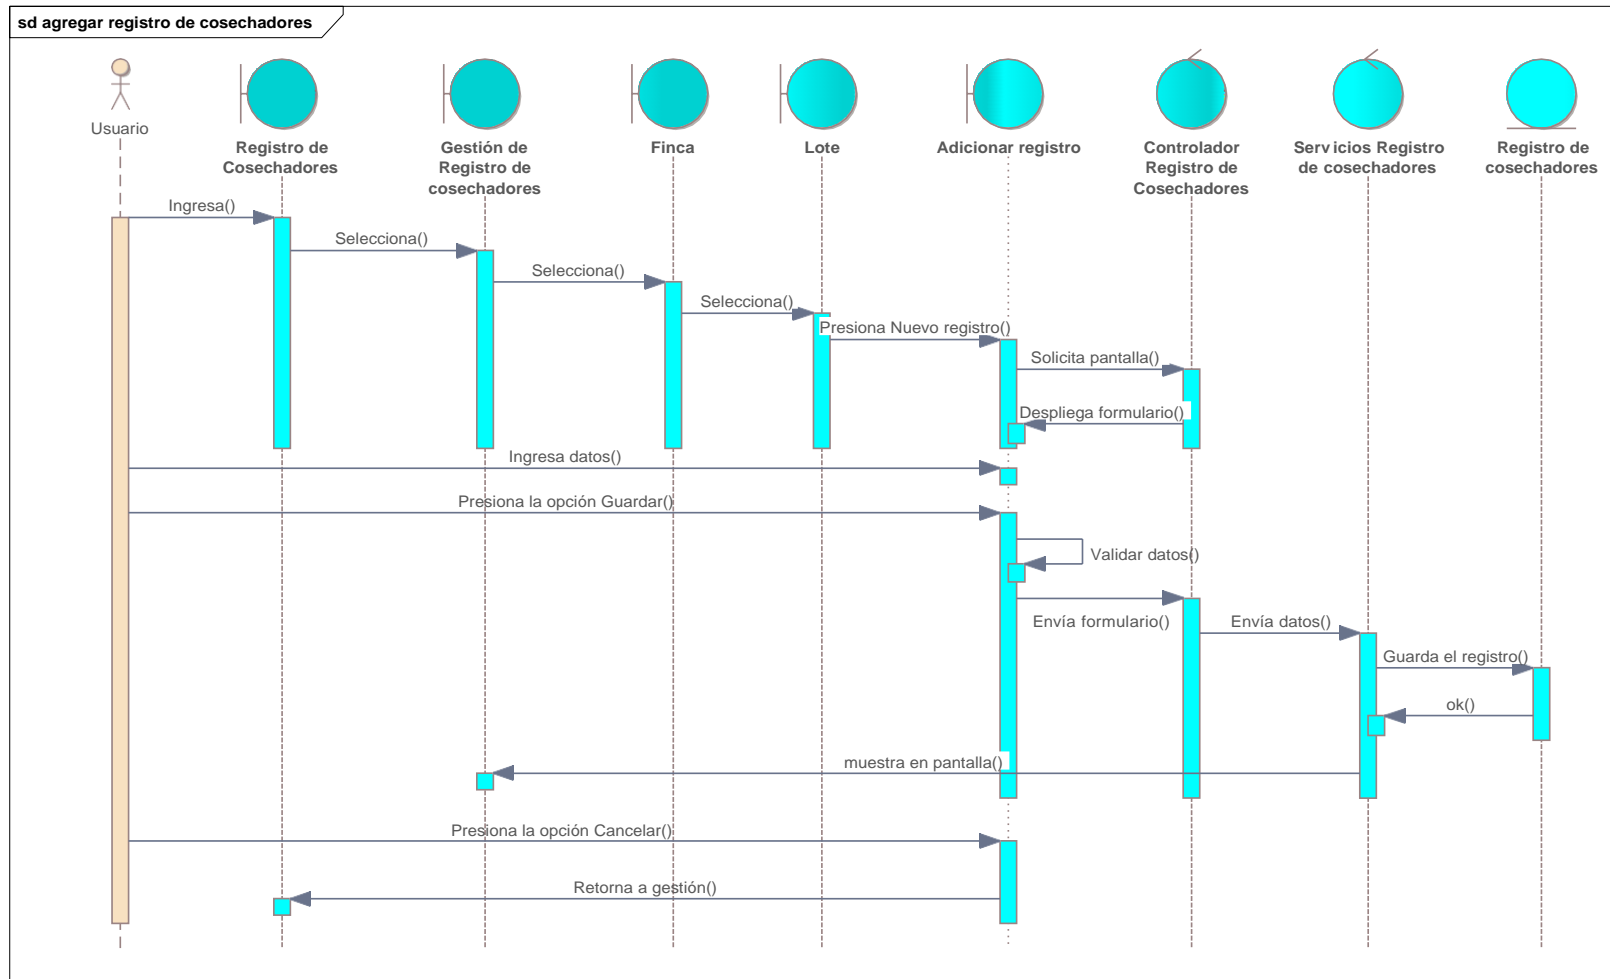 sd agregar registro de cosechadores
Usuario
Registro de
Cosechadores
Gestión de
Registro de
cosechadores
Finca
Lote
Adicionar registro
Controlador
Registro de
Cosechadores
Servicios Registro
de cosechadores
Registro de
cosechadores
Ingresa()
Selecciona()
Selecciona()
Selecciona()
Presiona Nuevo registro()
Solicita pantalla()
Despliega formulario()
Ingresa datos()
Presiona la opción Guardar()
Validar datos()
Envía formulario()
Envía datos()
Guarda el registro()
ok()
muestra en pantalla()
Presiona la opción Cancelar()
Retorna a gestión()